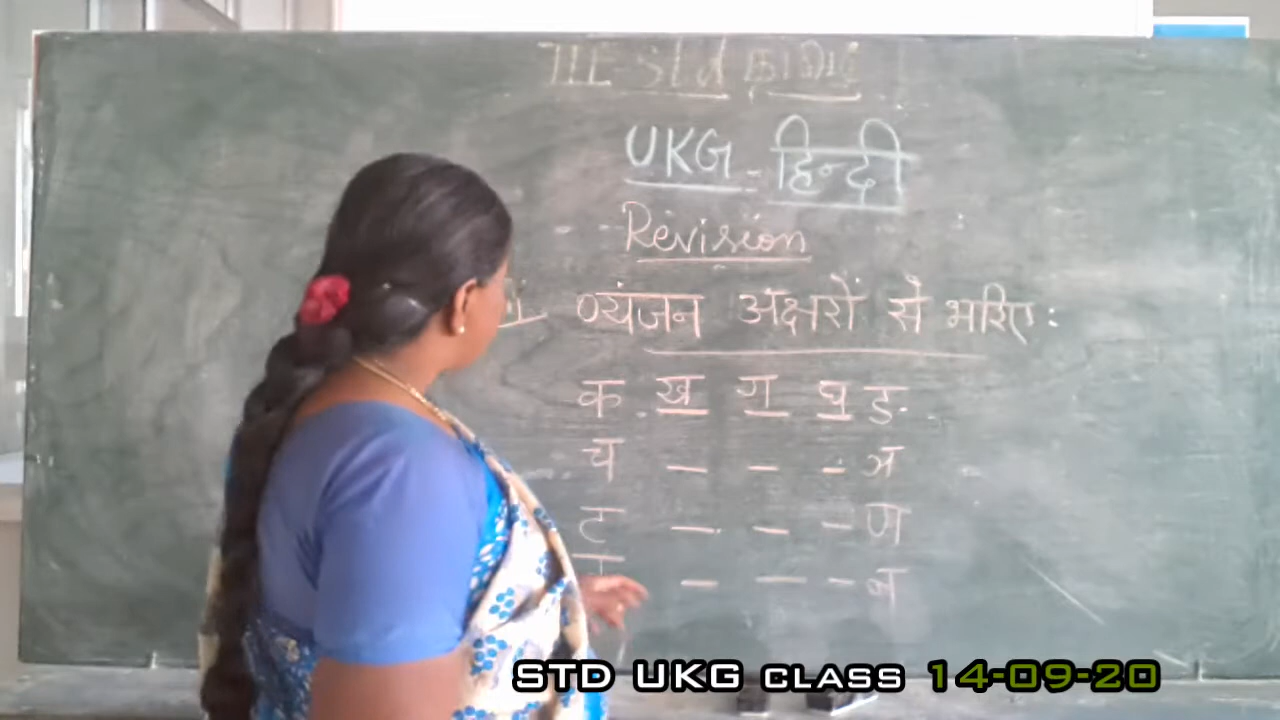 UKG - हिन्दी
Revision
व्यंजन अक्षरों से भरिए :
क ख ग घ ङ
च _ _ _ ञ
ट _ _ _ ण
_ _ _ न
STD UKG CLASS 14-09-20